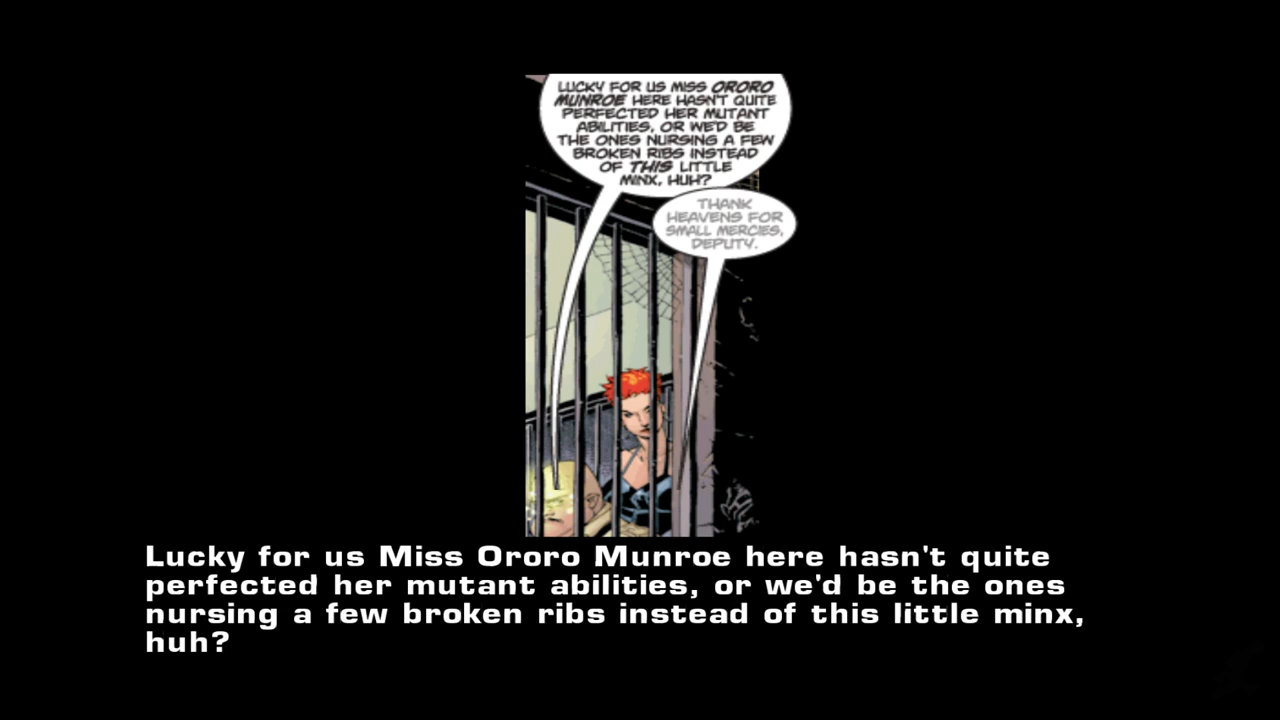 LUCKY FOR US MISS ORORO
MUNROE HERE HASN'T QUITE
PERFECTED HER MUTANT
ABILITIES, OR WE'D BE
THE ONES NURSING A FEW
BROKEN RIBS INSTEAD
OF THIS LITTLE
MINX, HUH?
THANK
HEAVENS FOR
SMALL MERCIES,
DEPUTY.
Lucky for us Miss Ororo Munroe here hasn't quite
perfected her mutant abilities, or we'd be the ones
nursing a few broken ribs instead of this little minx,
huh?